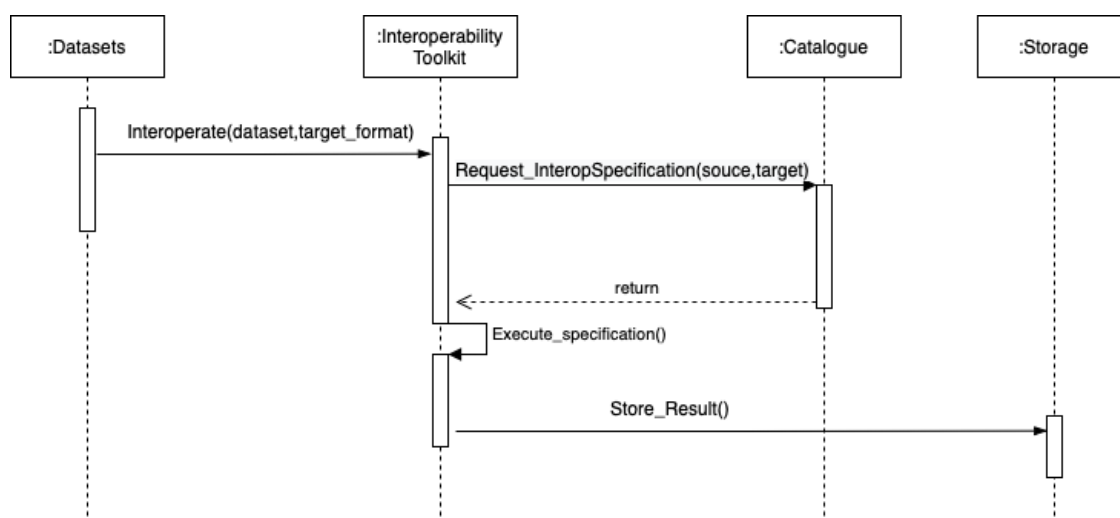 :Datasets
:Interoperability
Toolkit
:Catalogue
:Storage
Interoperate(dataset,target_format)
Request_InteropSpecification(souce,target)
return
Execute_specification()
Store_Result()